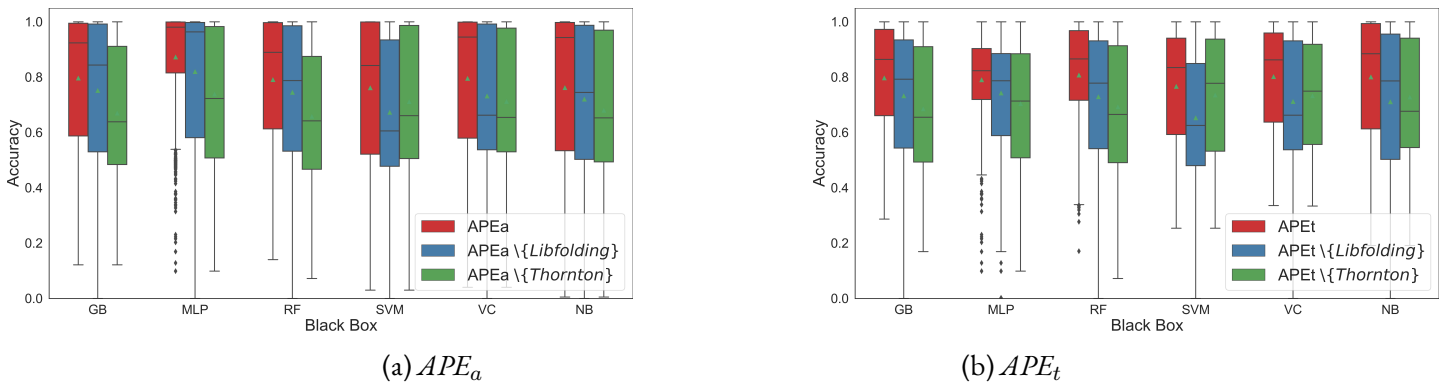 1.0
0.8
0.6
0.4
0.2
0.0
Accuracy
APEa
APEa \{Libfolding}
APEa \{Thornton}
GB MLP RF SVM VC NB
Black Box
(a) APEa
1.0
0.8
0.6
0.4
0.2
0.0
Accuracy
APEt
APEt \{Libfolding}
APEt \{Thornton}
GB MLP RF SVM VC NB
Black Box
(b) APEt